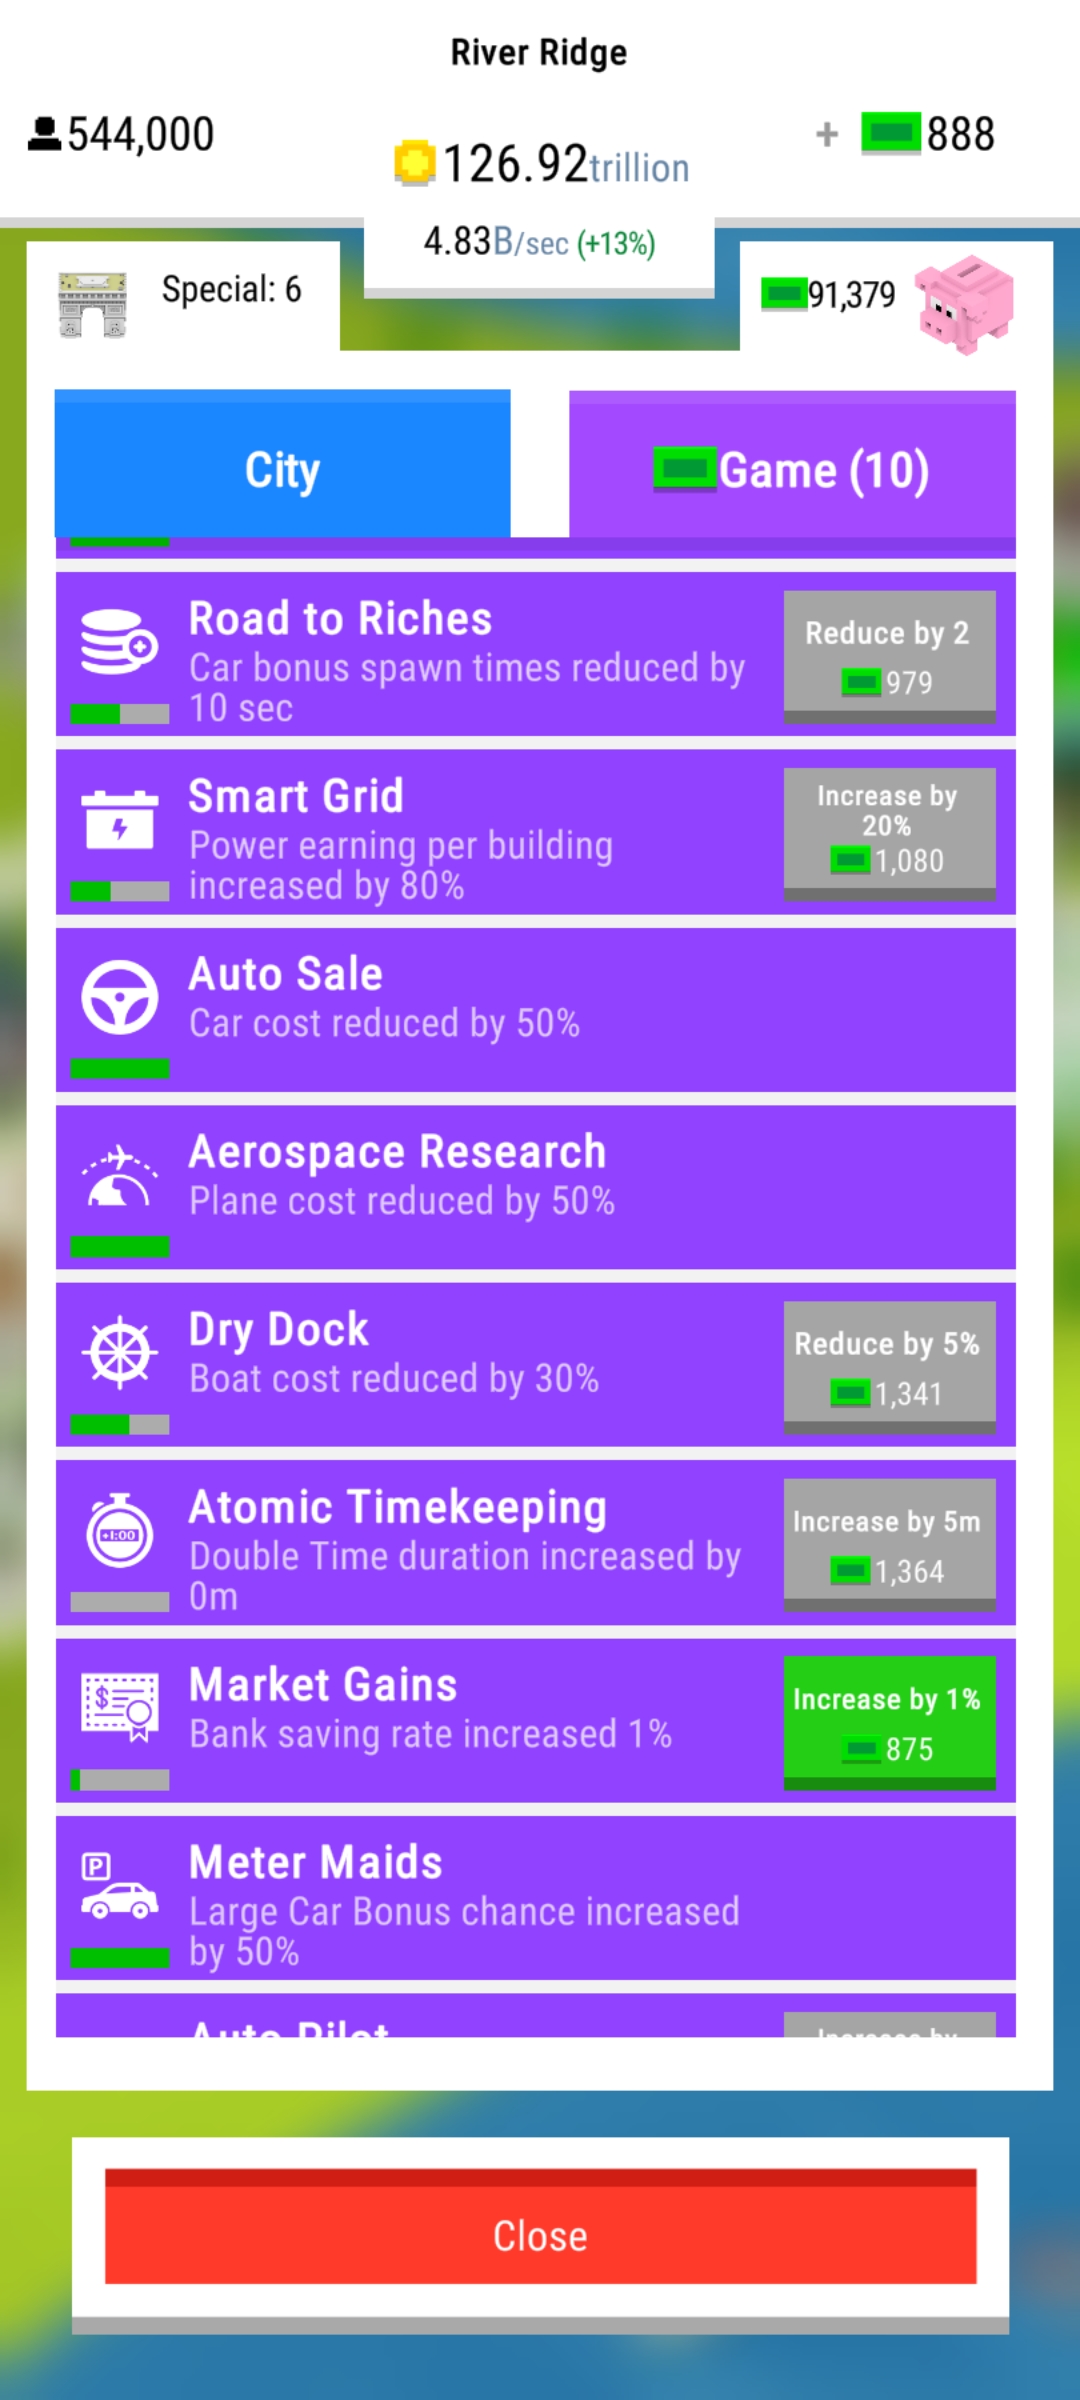 River Ridge
544,000
126.92trillion
+ 888
4.83B/sec (+13%)
Special: 6
91,379
City
Game (10)
Road to Riches
Car bonus spawn times reduced by
10 sec
Reduce by 2
979
Smart Grid
Power earning per building
increased by 80%
Increase by
20%
1,080
Auto Sale
Car cost reduced by 50%
Aerospace Research
Plane cost reduced by 50%
Dry Dock
Boat cost reduced by 30%
Reduce by 5%
1,341
+1:00
Atomic Timekeeping
Double Time duration increased by
0m
Increase by 5m
1,364
$
Market Gains
Bank saving rate increased 1%
Increase by 1%
875
P
Meter Maids
Large Car Bonus chance increased
by 50%
Auto Pilot
Increase by
Close